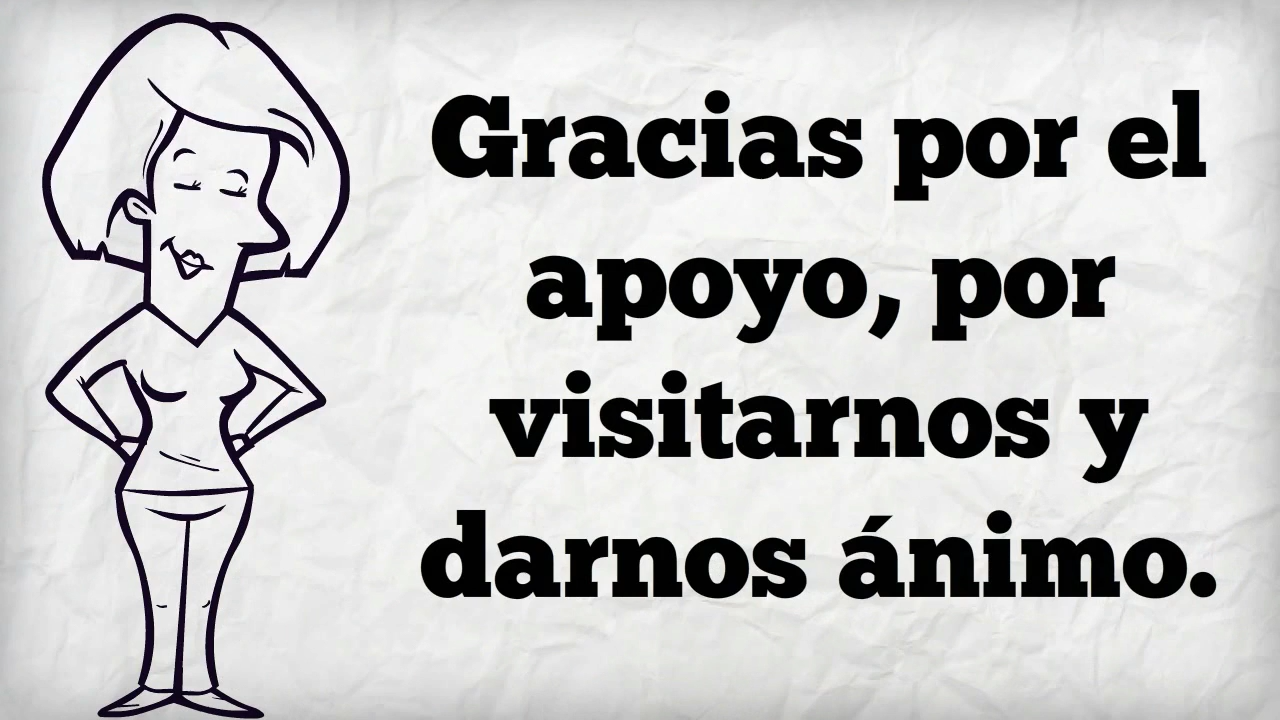 Gracias por el
apoyo, por
visitarnos y
darnos ánimo.